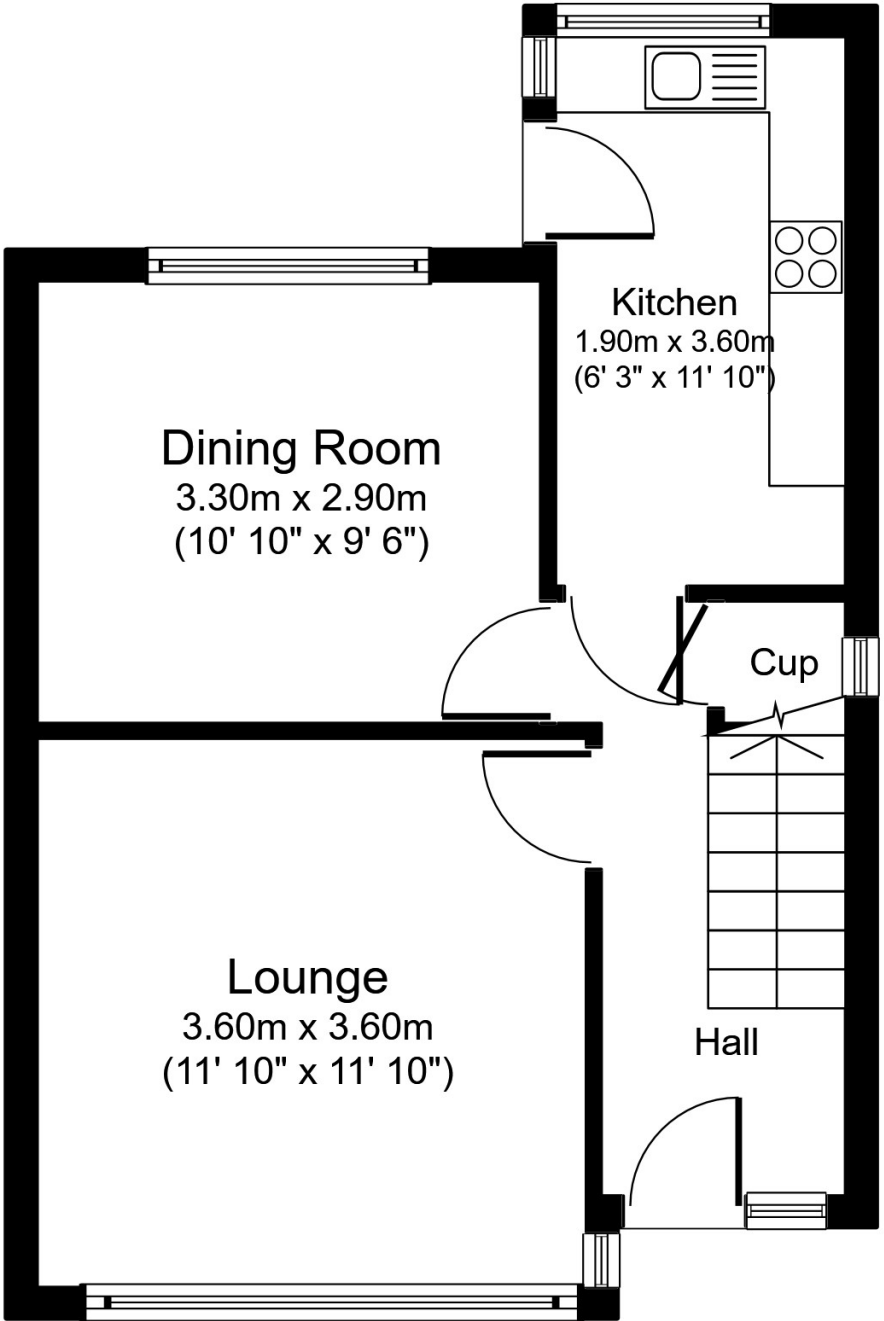 Kitchen
1.90m x 3.60m
(6' 3" x 11' 10")
Dining Room
3.30m x 2.90m
(10' 10" x 9' 6")
Cup
Lounge
3.60m x 3.60m
(11' 10" x 11' 10")
Hall